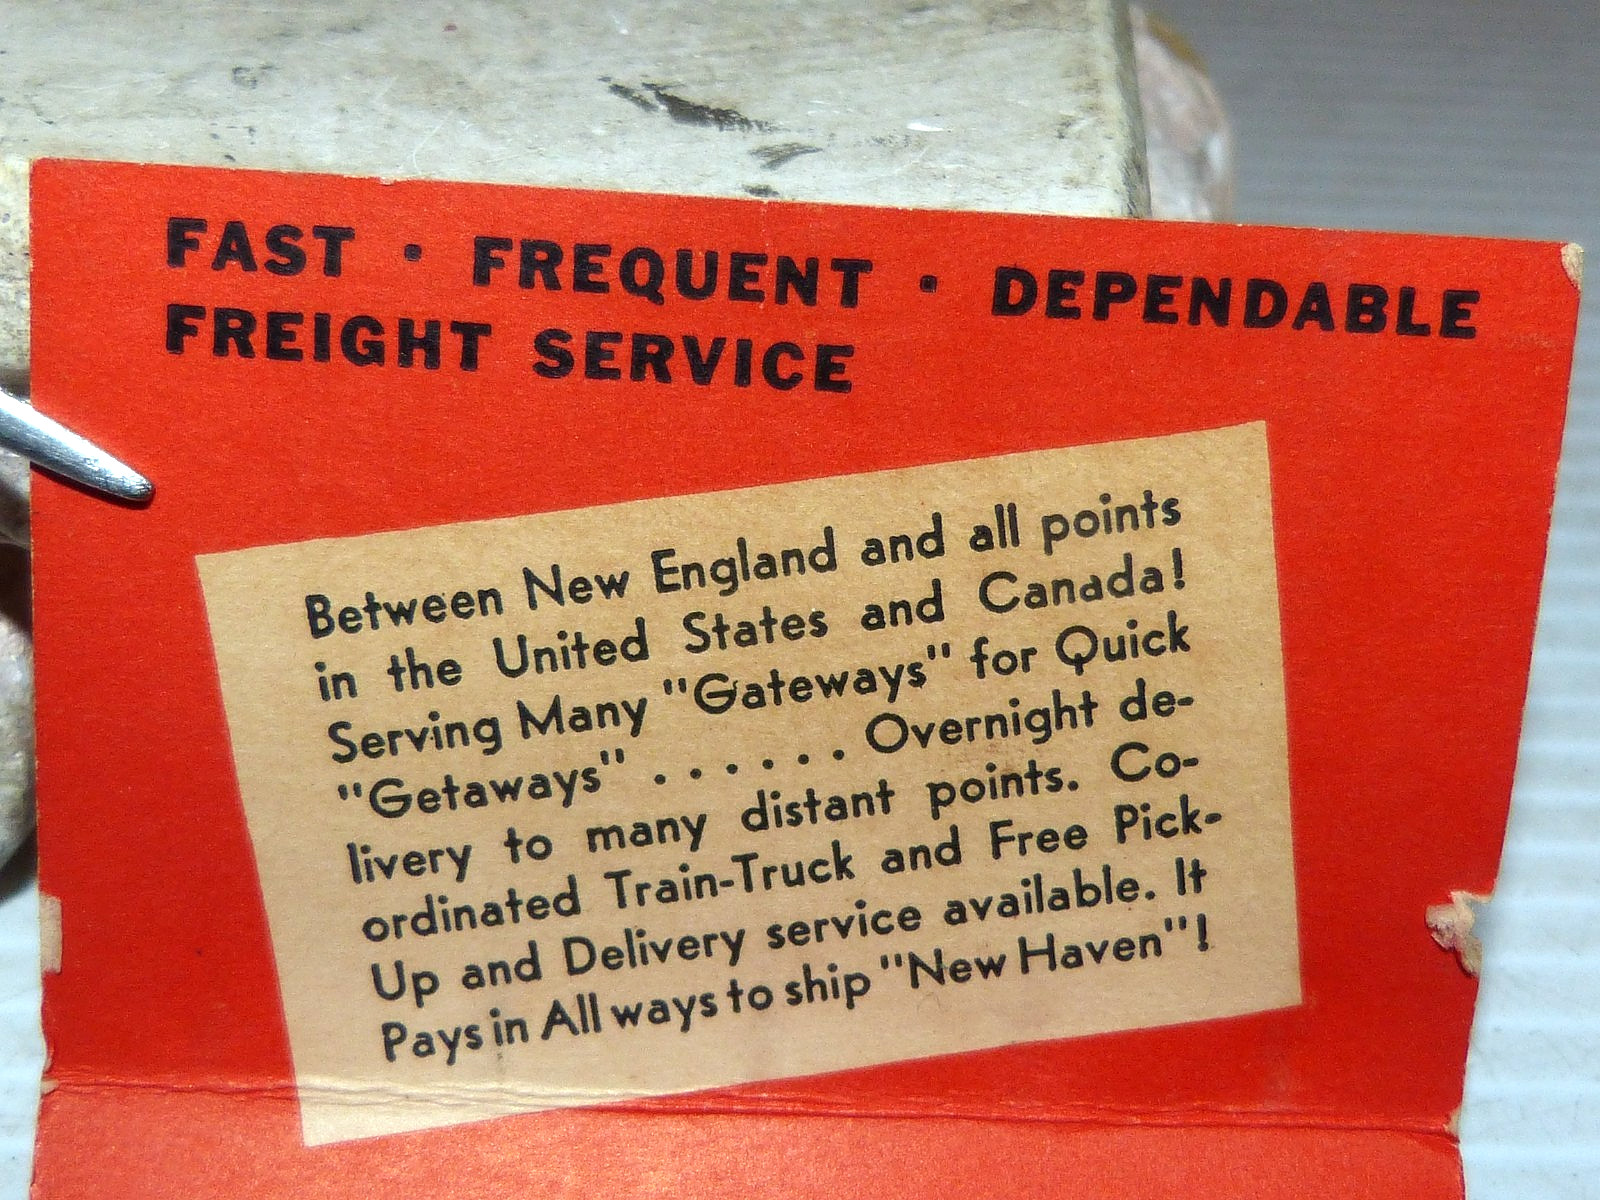 FAST · FREQUENT · DEPENDABLE
FREIGHT SERVICE
Between New England and all points
in the United States and Canada!
Serving Many "Gateways" for Quick
"Getaways" . . . . . . Overnight de-
livery to many distant points. Co-
ordinated Train-Truck and Free Pick-
Up and Delivery service available. It
Pays in All ways to ship "New Haven"!